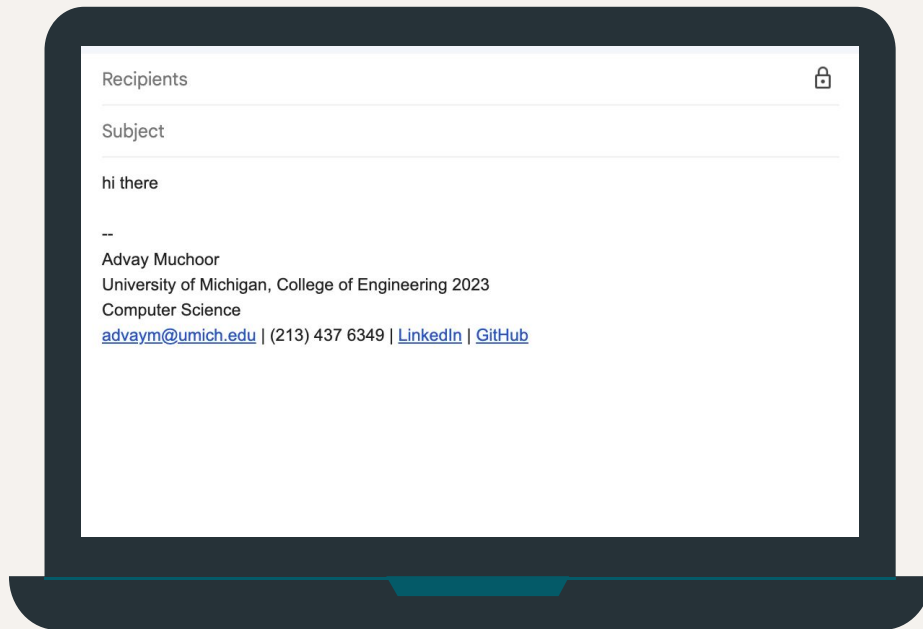 Recipients
Subject
hi there
--
Advay Muchoor
University of Michigan, College of Engineering 2023
Computer Science
advaym@umich.edu | (213) 437 6349 | LinkedIn | GitHub